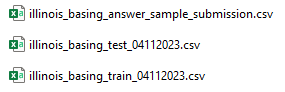 illinois_basing_answer_sample_submission.csv
illinois_basing_test_04112023.csv
illinois_basing_train_04112023.csv